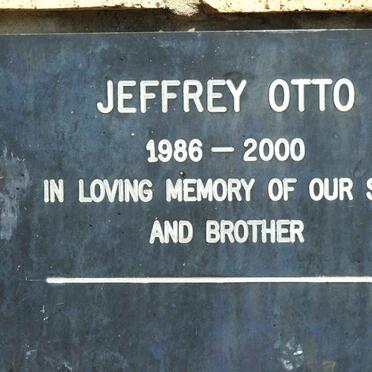 JEFFREY OTTO
1986 – 2000
IN LOVING MEMORY OF OUR S
AND BROTHER